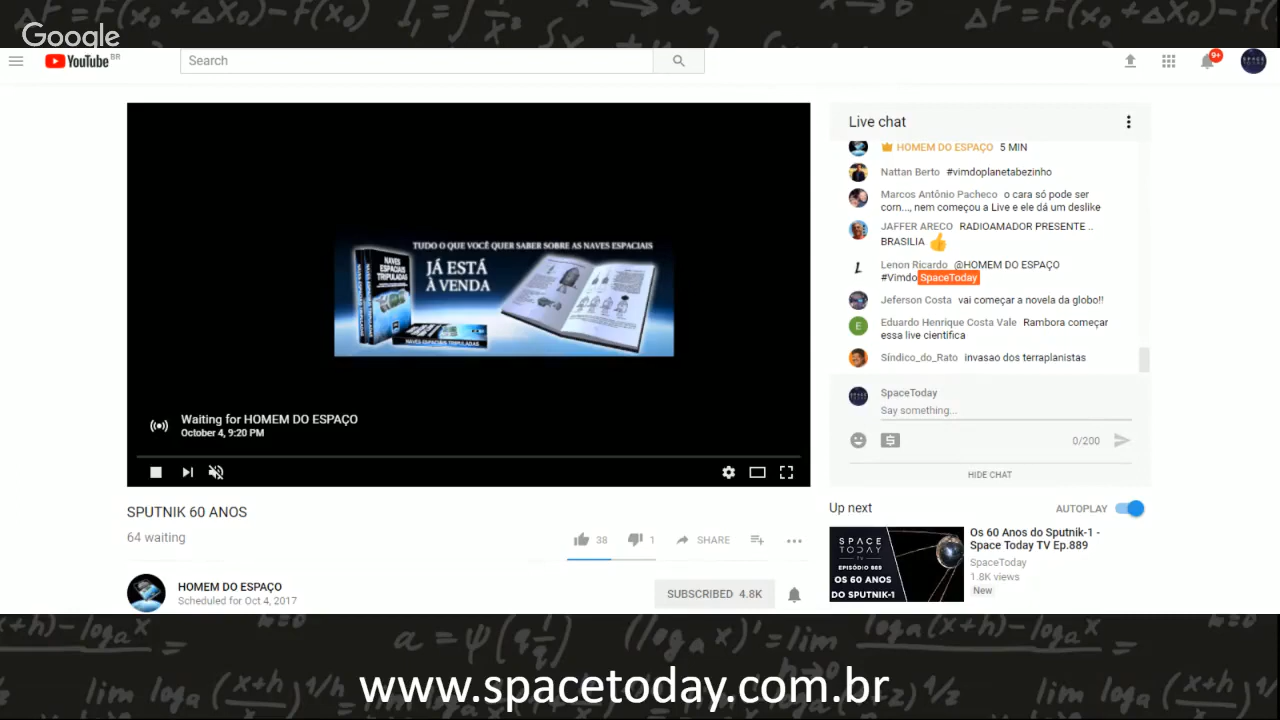 Google
YouTube BR
Search
9+
TUDO O QUE VOCÊ QUER SABER SOBRE AS NAVES ESPACIAIS
JÁ ESTÁ
À VENDA
NAVES
ESPACIAIS
TRIPULADAS
NAVES ESPACIAIS TRIPULADAS
Waiting for HOMEM DO ESPAÇO
October 4, 9:20 PM
SPUTNIK 60 ANOS
64 waiting
38
1
SHARE
HOMEM DO ESPAÇO
Scheduled for Oct 4, 2017
SUBSCRIBED 4.8K
Live chat
HOMEM DO ESPAÇO 5 MIN
Nattan Berto #vimdoplanetabezinho
Marcos Antônio Pacheco o cara só pode ser
corn..., nem começou a Live e ele dá um deslike
JAFFER ARECO RADIOAMADOR PRESENTE ..
BRASILIA
L
Lenon Ricardo @HOMEM DO ESPAÇO
#VimdoSpaceToday
Jeferson Costa vai começar a novela da globo!!
E
Eduardo Henrique Costa Vale Rambora começar
essa live cientifica
Síndico_do_Rato invasao dos terraplanistas
SpaceToday
Say something...
0/200
HIDE CHAT
Up next
AUTOPLAY
SPACE
TODAY
TV
EPISÓDIO 889
OS 60 ANOS
DO SPUTNIK-1
Os 60 Anos do Sputnik-1 -
Space Today TV Ep.889
SpaceToday
1.8K views
New
www.spacetoday.com.br